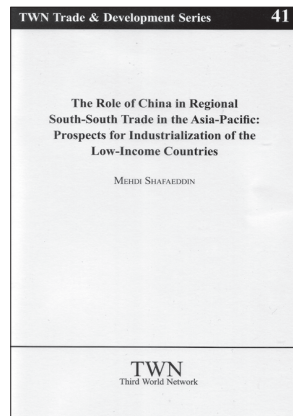 TWN Trade & Development Series 41
The Role of China in Regional
South-South Trade in the Asia-Pacific:
Prospects for Industrialization of the
Low-Income Countries
MEHDI SHAFAEDDIN
TWN
Third World Network